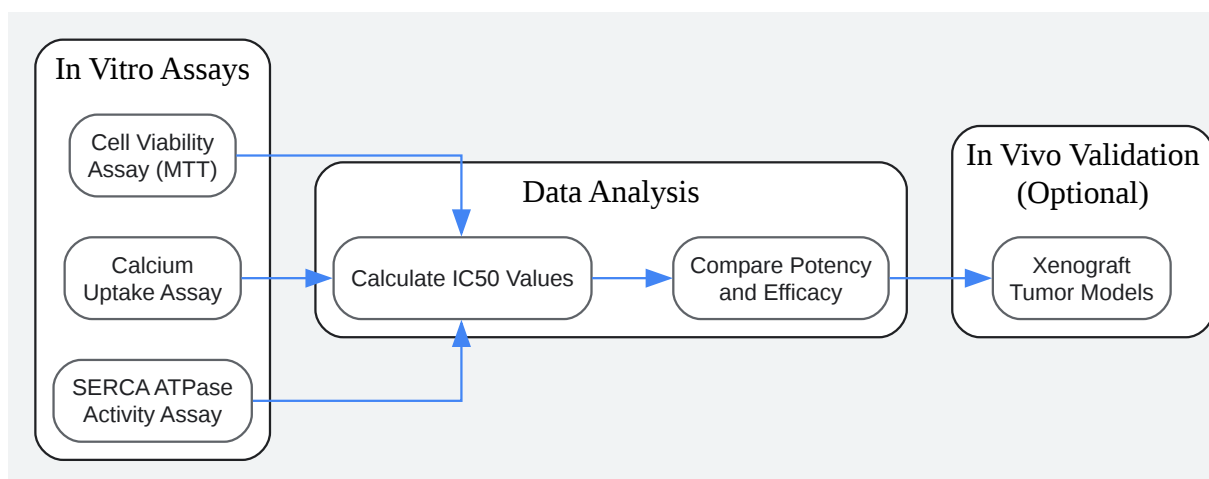 In Vitro Assays
Cell Viability
Assay (MTT)
Calcium
Uptake Assay
SERCA ATPase
Activity Assay
Data Analysis
Calculate IC50 Values
Compare Potency
and Efficacy
In Vivo Validation
(Optional)
Xenograft
Tumor Models